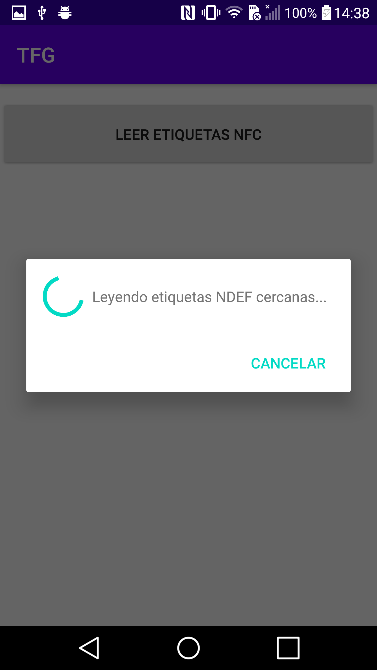 100% 14:38
TFG
LEER ETIQUETAS NFC
Leyendo etiquetas NDEF cercanas...
CANCELAR